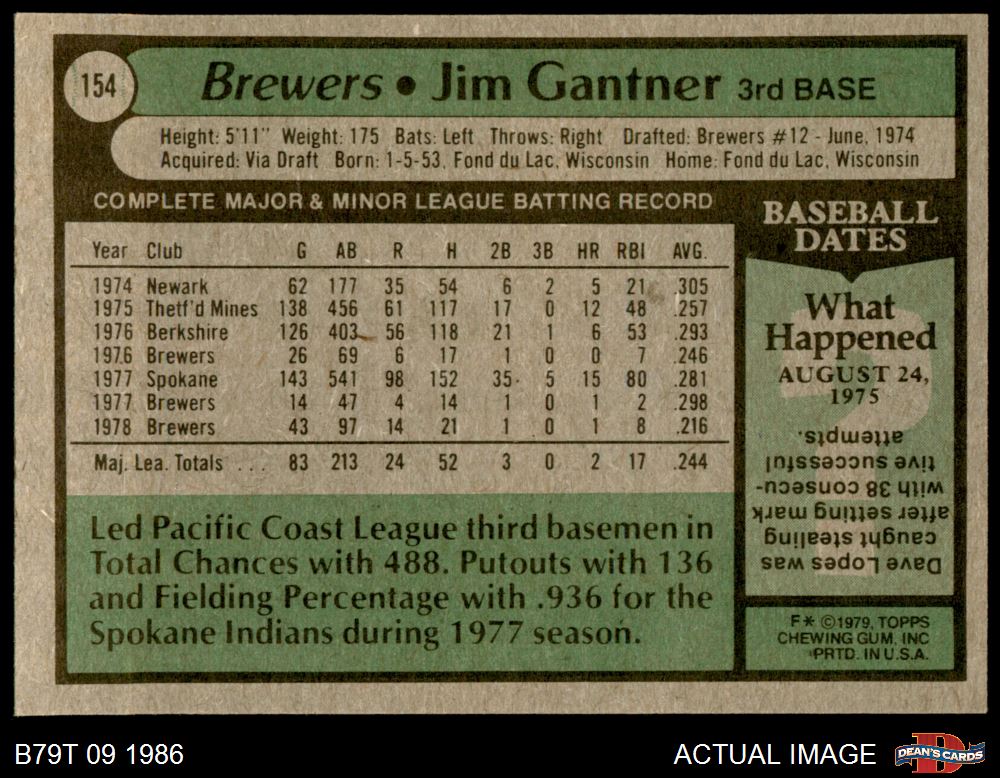 154
Brewers • Jim Gantner 3rd BASE
Height: 5'11" Weight: 175 Bats: Left Throws: Right Drafted: Brewers #12 - June, 1974
Acquired: Via Draft Born: 1-5-53, Fond du Lac, Wisconsin Home: Fond du Lac, Wisconsin
COMPLETE MAJOR & MINOR LEAGUE BATTING RECORD
Year Club G AB R H 2B 3B HR RBI AVG.
1974 Newark 62 177 35 54 6 2 5 21 .305
1975 Thetf'd Mines 138 456 61 117 17 0 12 48 .257
1976 Berkshire 126 403 56 118 21 1 6 53 .293
1976 Brewers 26 69 6 17 1 0 0 7 .246
1977 Spokane 143 541 98 152 35 5 15 80 .281
1977 Brewers 14 47 4 14 1 0 1 2 .298
1978 Brewers 43 97 14 21 1 0 1 8 .216
Maj. Lea. Totals ... 83 213 24 52 3 0 2 17 .244
Led Pacific Coast League third basemen in
Total Chances with 488. Putouts with 136
and Fielding Percentage with .936 for the
Spokane Indians during 1977 season.
BASEBALL
DATES
What
Happened
AUGUST 24,
1975
Dave Lopes was
caught stealing
after setting mark
with 38 consecu-
tive successful
attempts.
F* ©1979, TOPPS
CHEWING GUM, INC
PRTD. IN U.S.A.
B79T 09 1986
ACTUAL IMAGE
D
DEAN'S CARDS